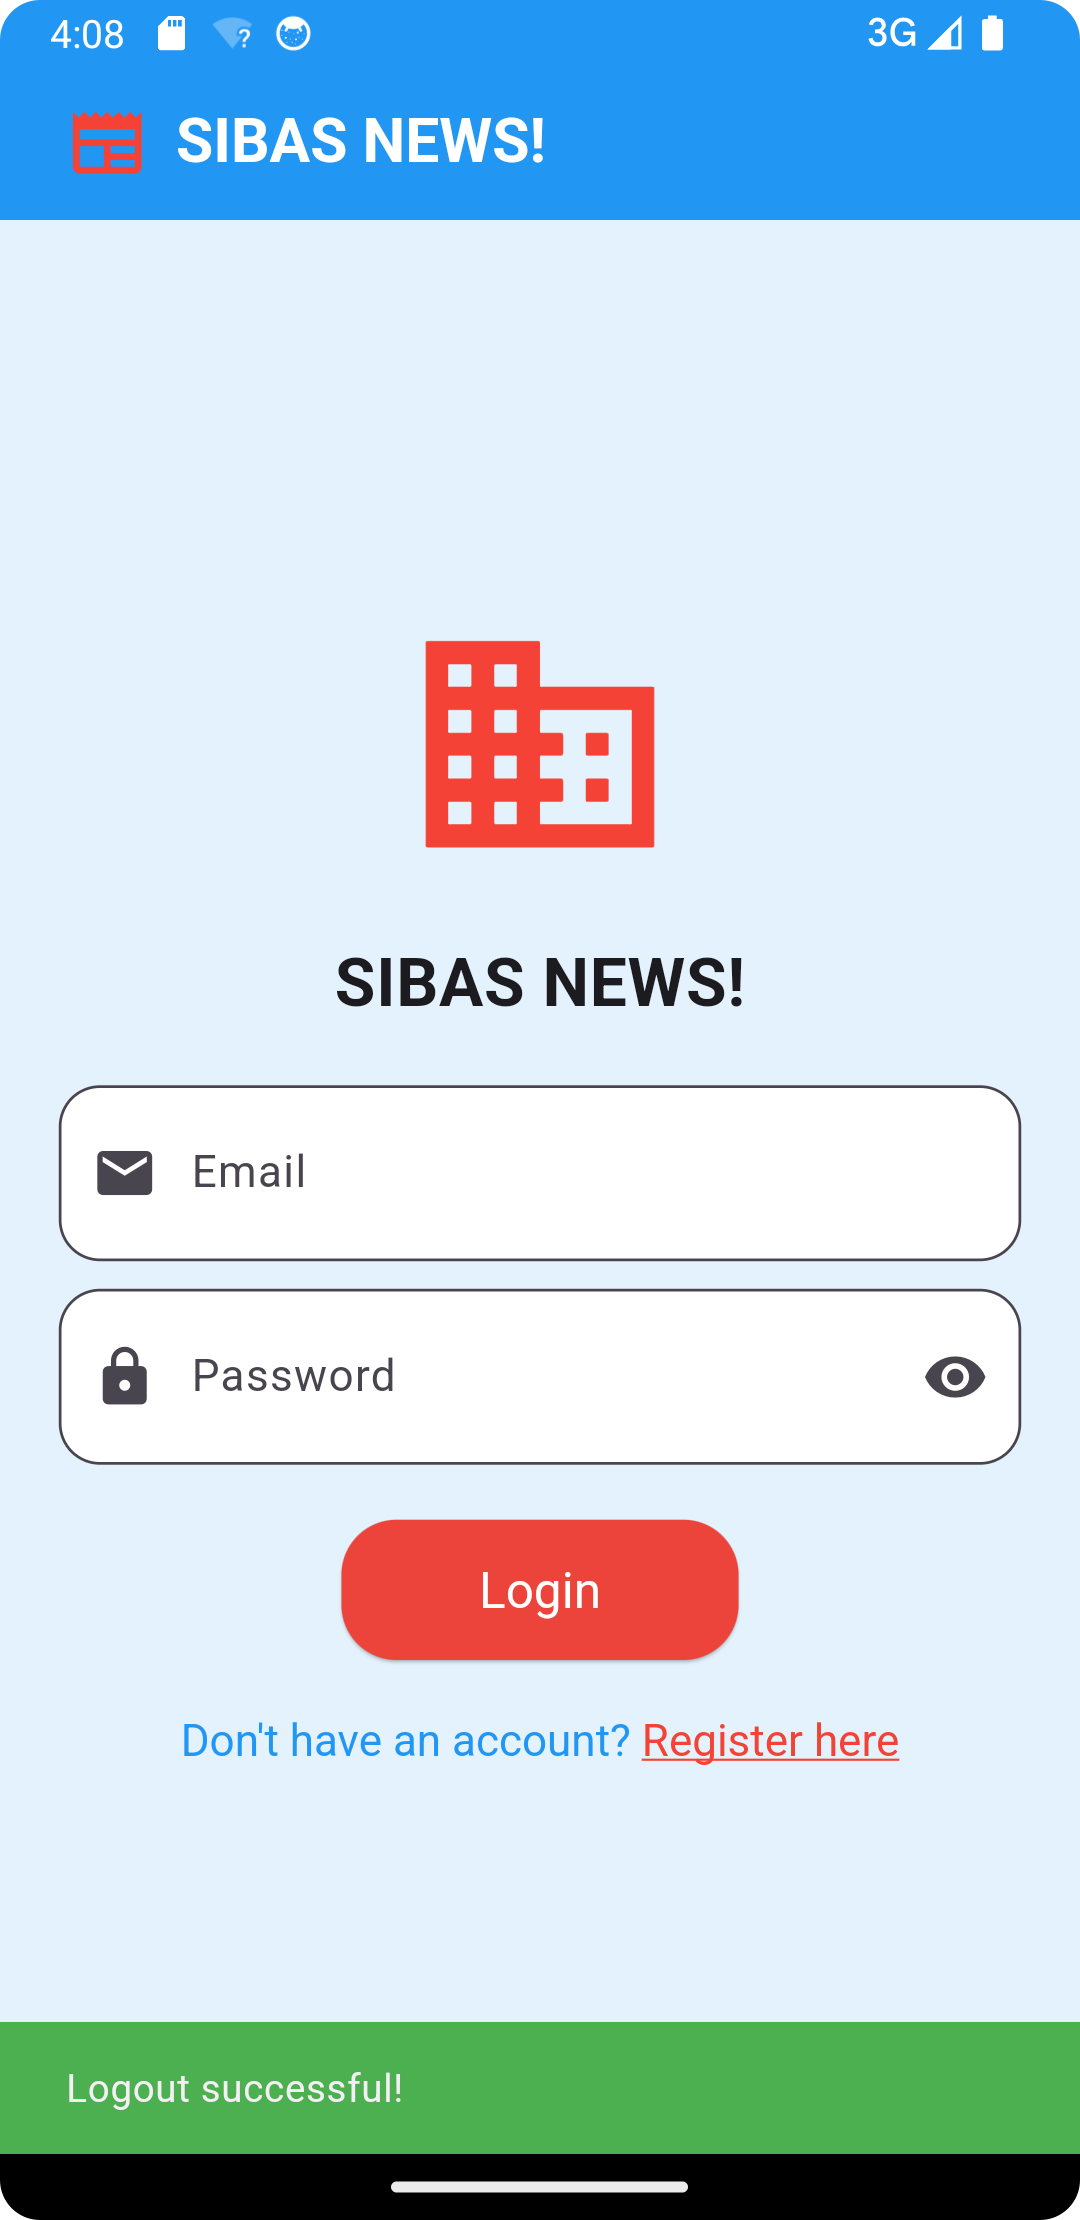 4:08
3G
SIBAS NEWS!
SIBAS NEWS!
Email
Password
Login
Don't have an account? Register here
Logout successful!